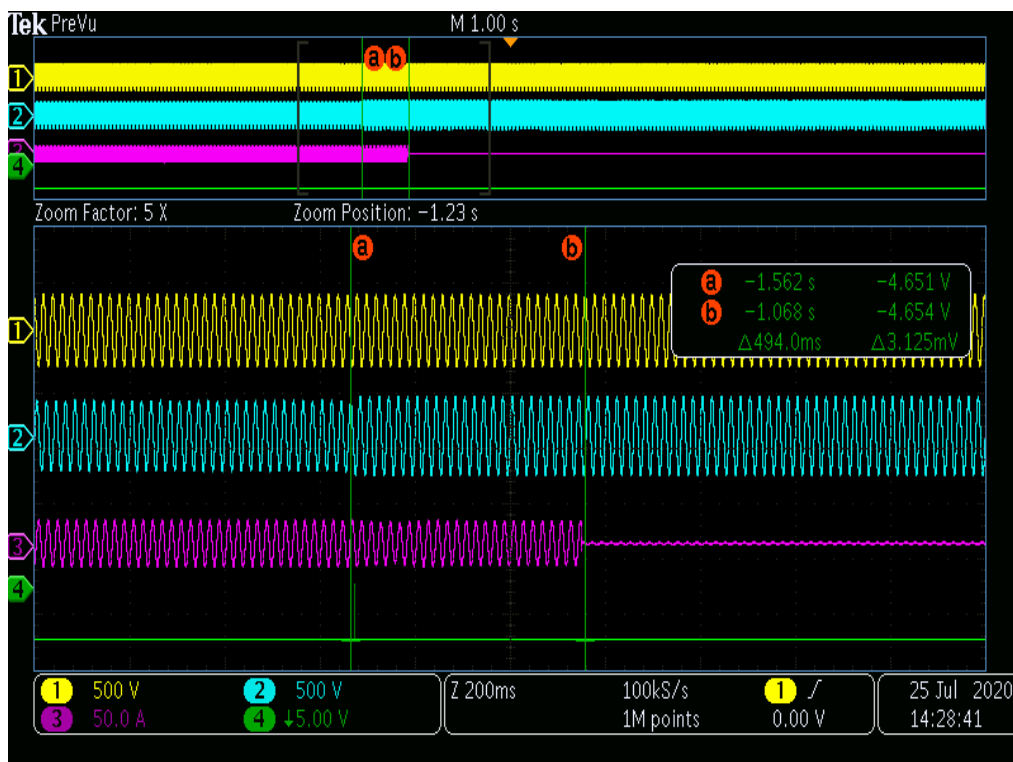 Tek PreVu M 1.00 s
a b
1
2
3
4
Zoom Factor: 5 X Zoom Position: −1.23 s
a b
a −1.562 s −4.651 V
b −1.068 s −4.654 V
△494.0ms △3.125mV
1
2
3
4
1 500 V 2 500 V Z 200ms 100kS/s 1 25 Jul 2020
3 50.0 A 4 ↓5.00 V 1M points 0.00 V 14:28:41